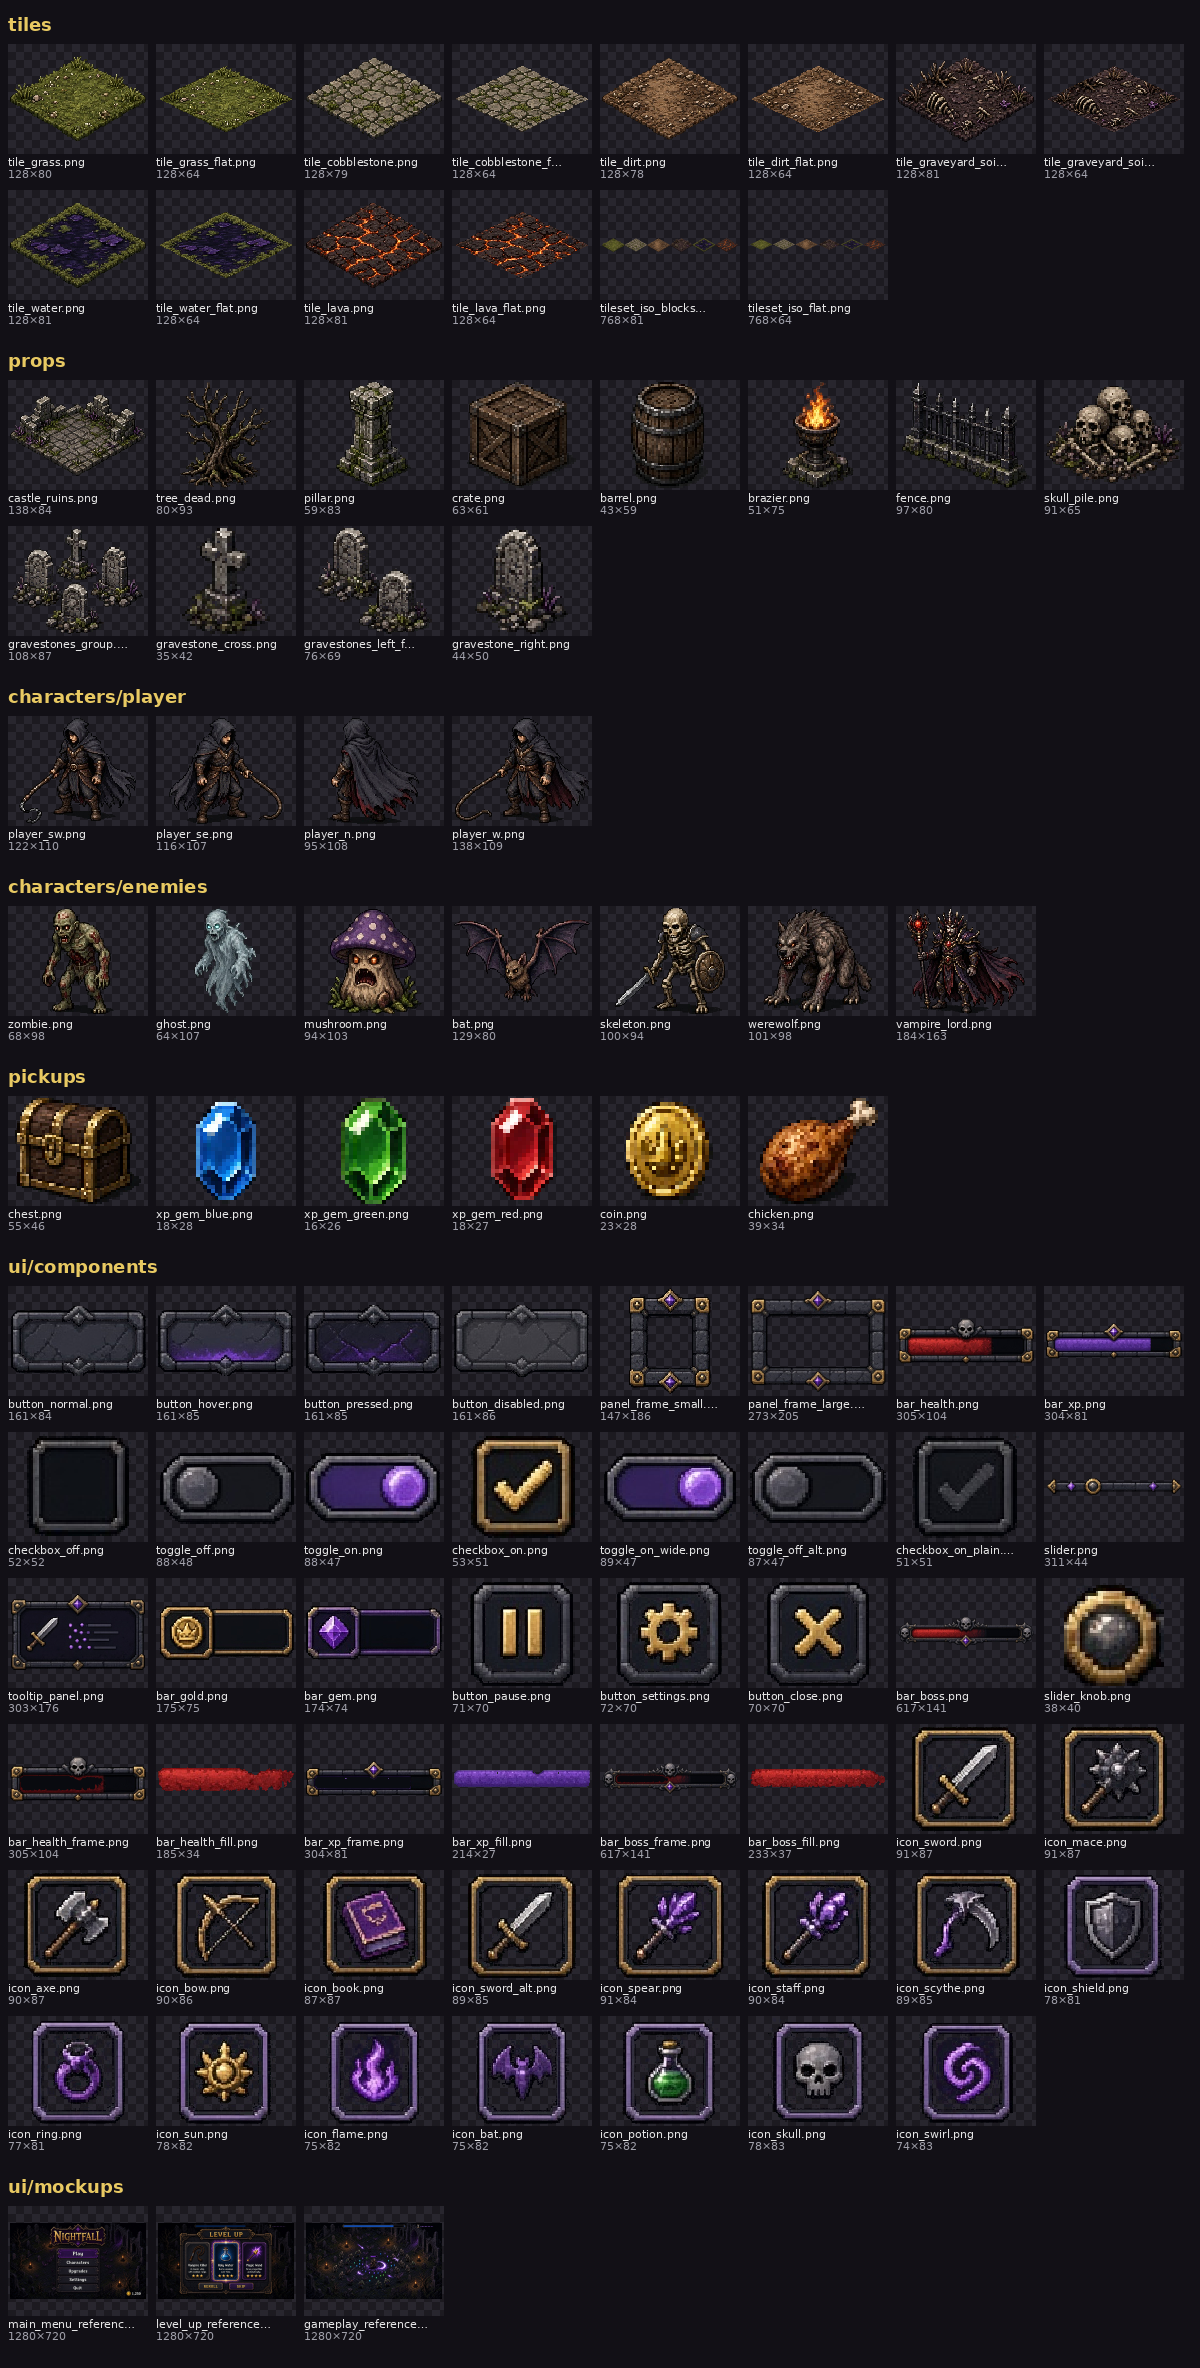 tiles
tile_grass.png
128×80
tile_grass_flat.png
128×64
tile_cobblestone.png
128×79
tile_cobblestone_f...
128×64
tile_dirt.png
128×78
tile_dirt_flat.png
128×64
tile_graveyard_soi...
128×81
tile_graveyard_soi...
128×64
tile_water.png
128×81
tile_water_flat.png
128×64
tile_lava.png
128×81
tile_lava_flat.png
128×64
tileset_iso_blocks...
768×81
tileset_iso_flat.png
768×64
props
castle_ruins.png
138×84
tree_dead.png
80×93
pillar.png
59×83
crate.png
63×61
barrel.png
43×59
brazier.png
51×75
fence.png
97×80
skull_pile.png
91×65
gravestones_group....
108×87
gravestone_cross.png
35×42
gravestones_left_f...
76×69
gravestone_right.png
44×50
characters/player
player_sw.png
122×110
player_se.png
116×107
player_n.png
95×108
player_w.png
138×109
characters/enemies
zombie.png
68×98
ghost.png
64×107
mushroom.png
94×103
bat.png
129×80
skeleton.png
100×94
werewolf.png
101×98
vampire_lord.png
184×163
pickups
chest.png
55×46
xp_gem_blue.png
18×28
xp_gem_green.png
16×26
xp_gem_red.png
18×27
coin.png
23×28
chicken.png
39×34
ui/components
button_normal.png
161×84
button_hover.png
161×85
button_pressed.png
161×85
button_disabled.png
161×86
panel_frame_small....
147×186
panel_frame_large....
273×205
bar_health.png
305×104
bar_xp.png
304×81
checkbox_off.png
52×52
toggle_off.png
88×48
toggle_on.png
88×47
checkbox_on.png
53×51
toggle_on_wide.png
89×47
toggle_off_alt.png
87×47
checkbox_on_plain....
51×51
slider.png
311×44
tooltip_panel.png
303×176
bar_gold.png
175×75
bar_gem.png
174×74
button_pause.png
71×70
button_settings.png
72×70
button_close.png
70×70
bar_boss.png
617×141
slider_knob.png
38×40
bar_health_frame.png
305×104
bar_health_fill.png
185×34
bar_xp_frame.png
304×81
bar_xp_fill.png
214×27
bar_boss_frame.png
617×141
bar_boss_fill.png
233×37
icon_sword.png
91×87
icon_mace.png
91×87
icon_axe.png
90×87
icon_bow.png
90×86
icon_book.png
87×87
icon_sword_alt.png
89×85
icon_spear.png
91×84
icon_staff.png
90×84
icon_scythe.png
89×85
icon_shield.png
78×81
icon_ring.png
77×81
icon_sun.png
78×82
icon_flame.png
75×82
icon_bat.png
75×82
icon_potion.png
75×82
icon_skull.png
78×83
icon_swirl.png
74×83
ui/mockups
NIGHTFALL
Play
Characters
Upgrades
Settings
Quit
LEVEL UP
main_menu_referenc...
1280×720
level_up_reference...
1280×720
gameplay_reference...
1280×720